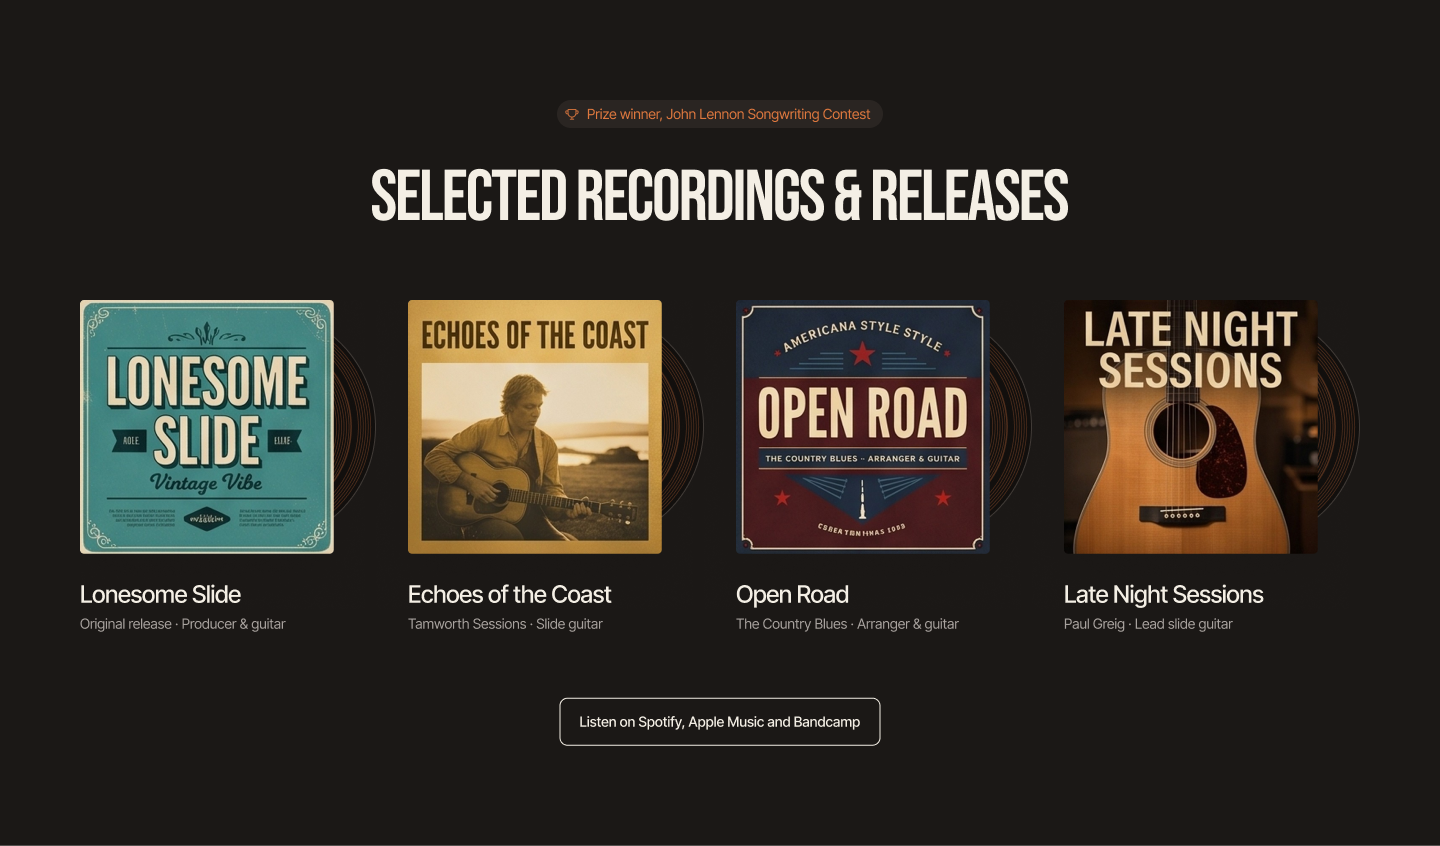 Prize winner, John Lennon Songwriting Contest
SELECTED RECORDINGS & RELEASES
LONESOME
SLIDE
Vintage Vibe
ECHOES OF THE COAST
AMERICANA STYLE STYLE
OPEN ROAD
THE COUNTRY BLUES - ARRANGER & GUITAR
LATE NIGHT
SESSIONS
Lonesome Slide
Original release · Producer & guitar
Echoes of the Coast
Tamworth Sessions · Slide guitar
Open Road
The Country Blues · Arranger & guitar
Late Night Sessions
Paul Greig · Lead slide guitar
Listen on Spotify, Apple Music and Bandcamp